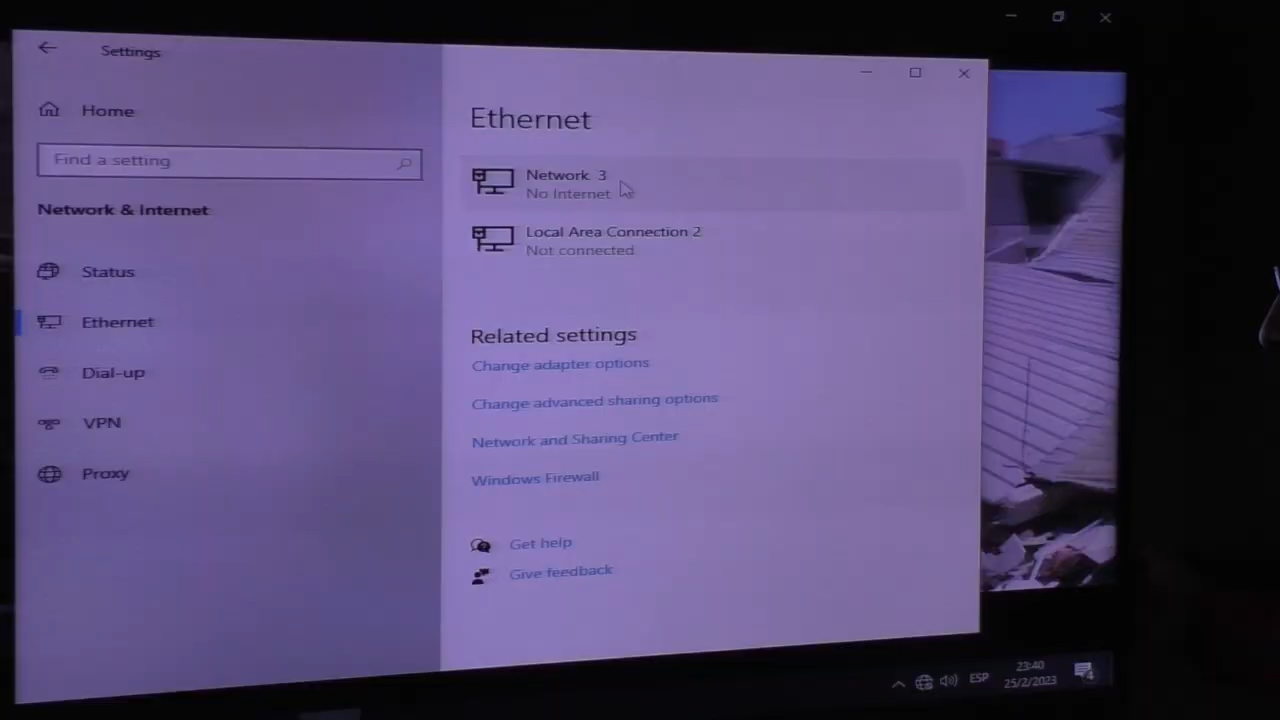 Settings
Home
Find a setting
Network & Internet
Status
Ethernet
Dial-up
VPN
Proxy
Ethernet
Network 3
No Internet
Local Area Connection 2
Not connected
Related settings
Change adapter options
Change advanced sharing options
Network and Sharing Center
Windows Firewall
Get help
Give feedback
ESP
23:40
25/2/2023
4